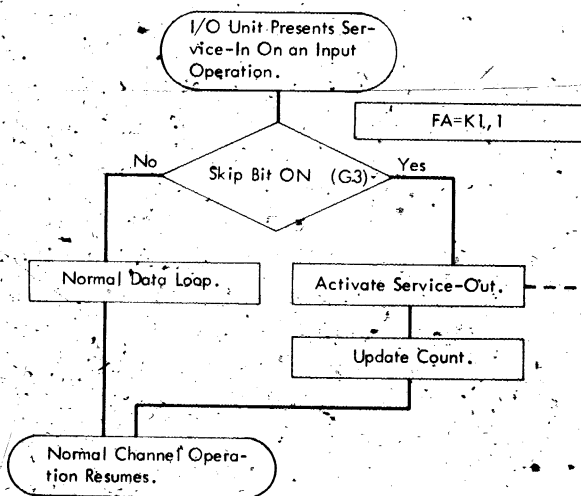 I/O Unit Presents Ser-
vice-In On an Input
Operation.
FA=K1,1
No
Skip Bit ON (G3)
Yes
Normal Data Loop.
Activate Service-Out.
Update Count.
Normal Channel Opera-
tion Resumes.